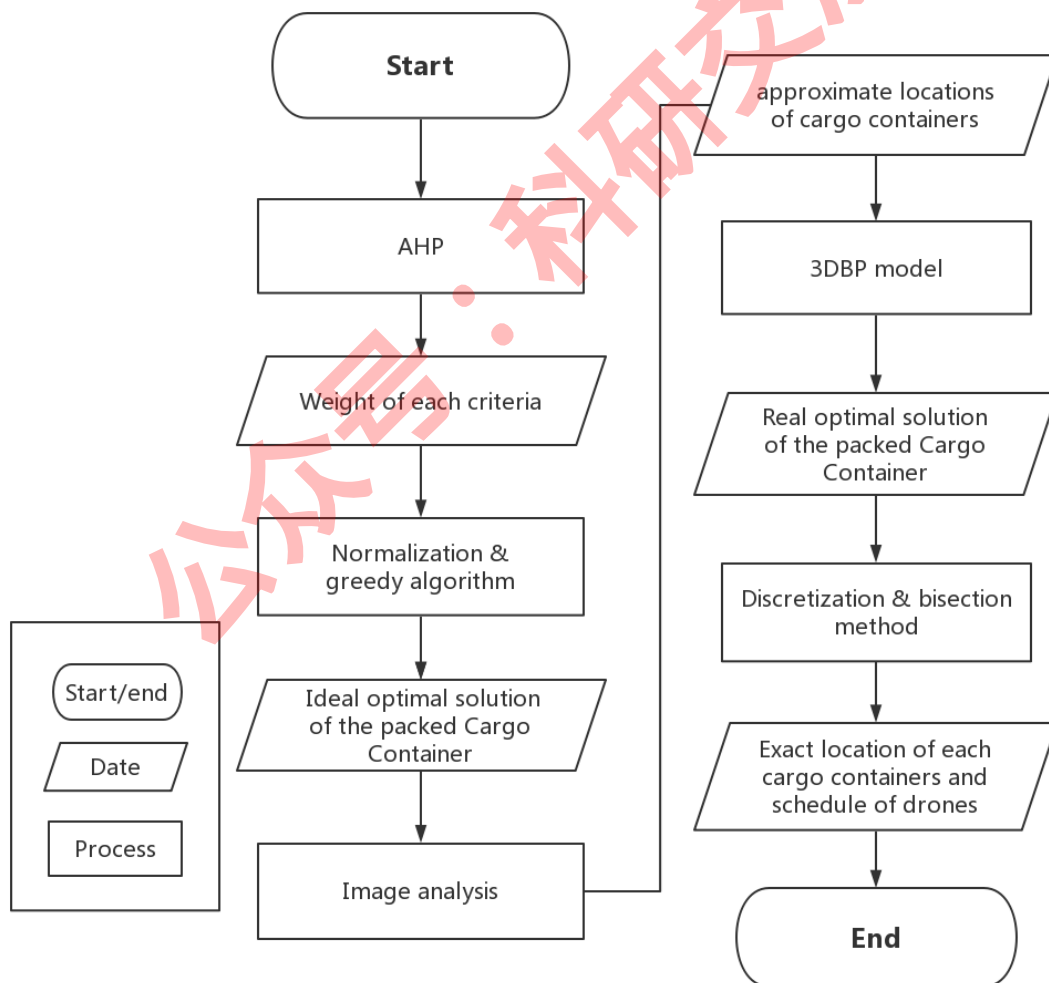 Start
AHP
Weight of each criteria
Normalization &
greedy algorithm
Ideal optimal solution
of the packed Cargo
Container
Image analysis
approximate locations
of cargo containers
3DBP model
Real optimal solution
of the packed Cargo
Container
Discretization & bisection
method
Exact location of each
cargo containers and
schedule of drones
End
Start/end
Date
Process
公众号：科研交